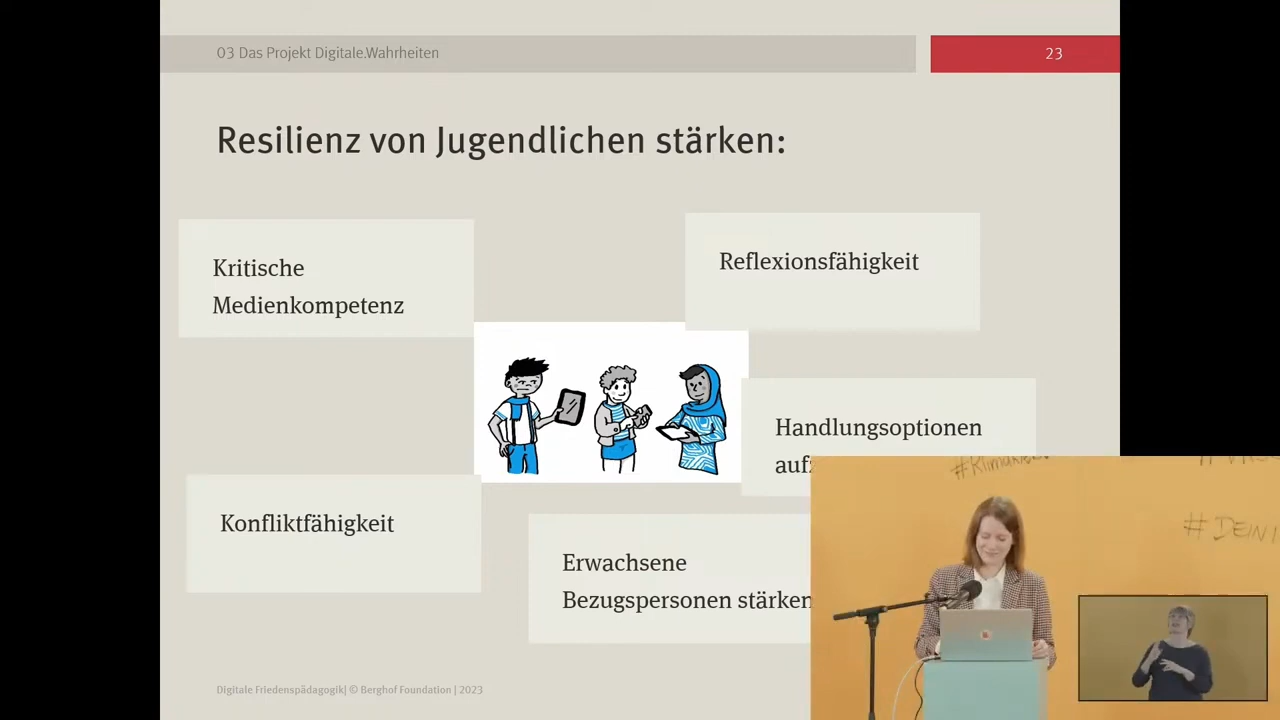 03 Das Projekt Digitale.Wahrheiten
23
Resilienz von Jugendlichen stärken:
Kritische
Medienkompetenz
Reflexionsfähigkeit
Handlungsoptionen
Konfliktfähigkeit
Erwachsene
Bezugspersonen stärken
# DEIN
Digitale Friedenspädagogik| © Berghof Foundation | 2023